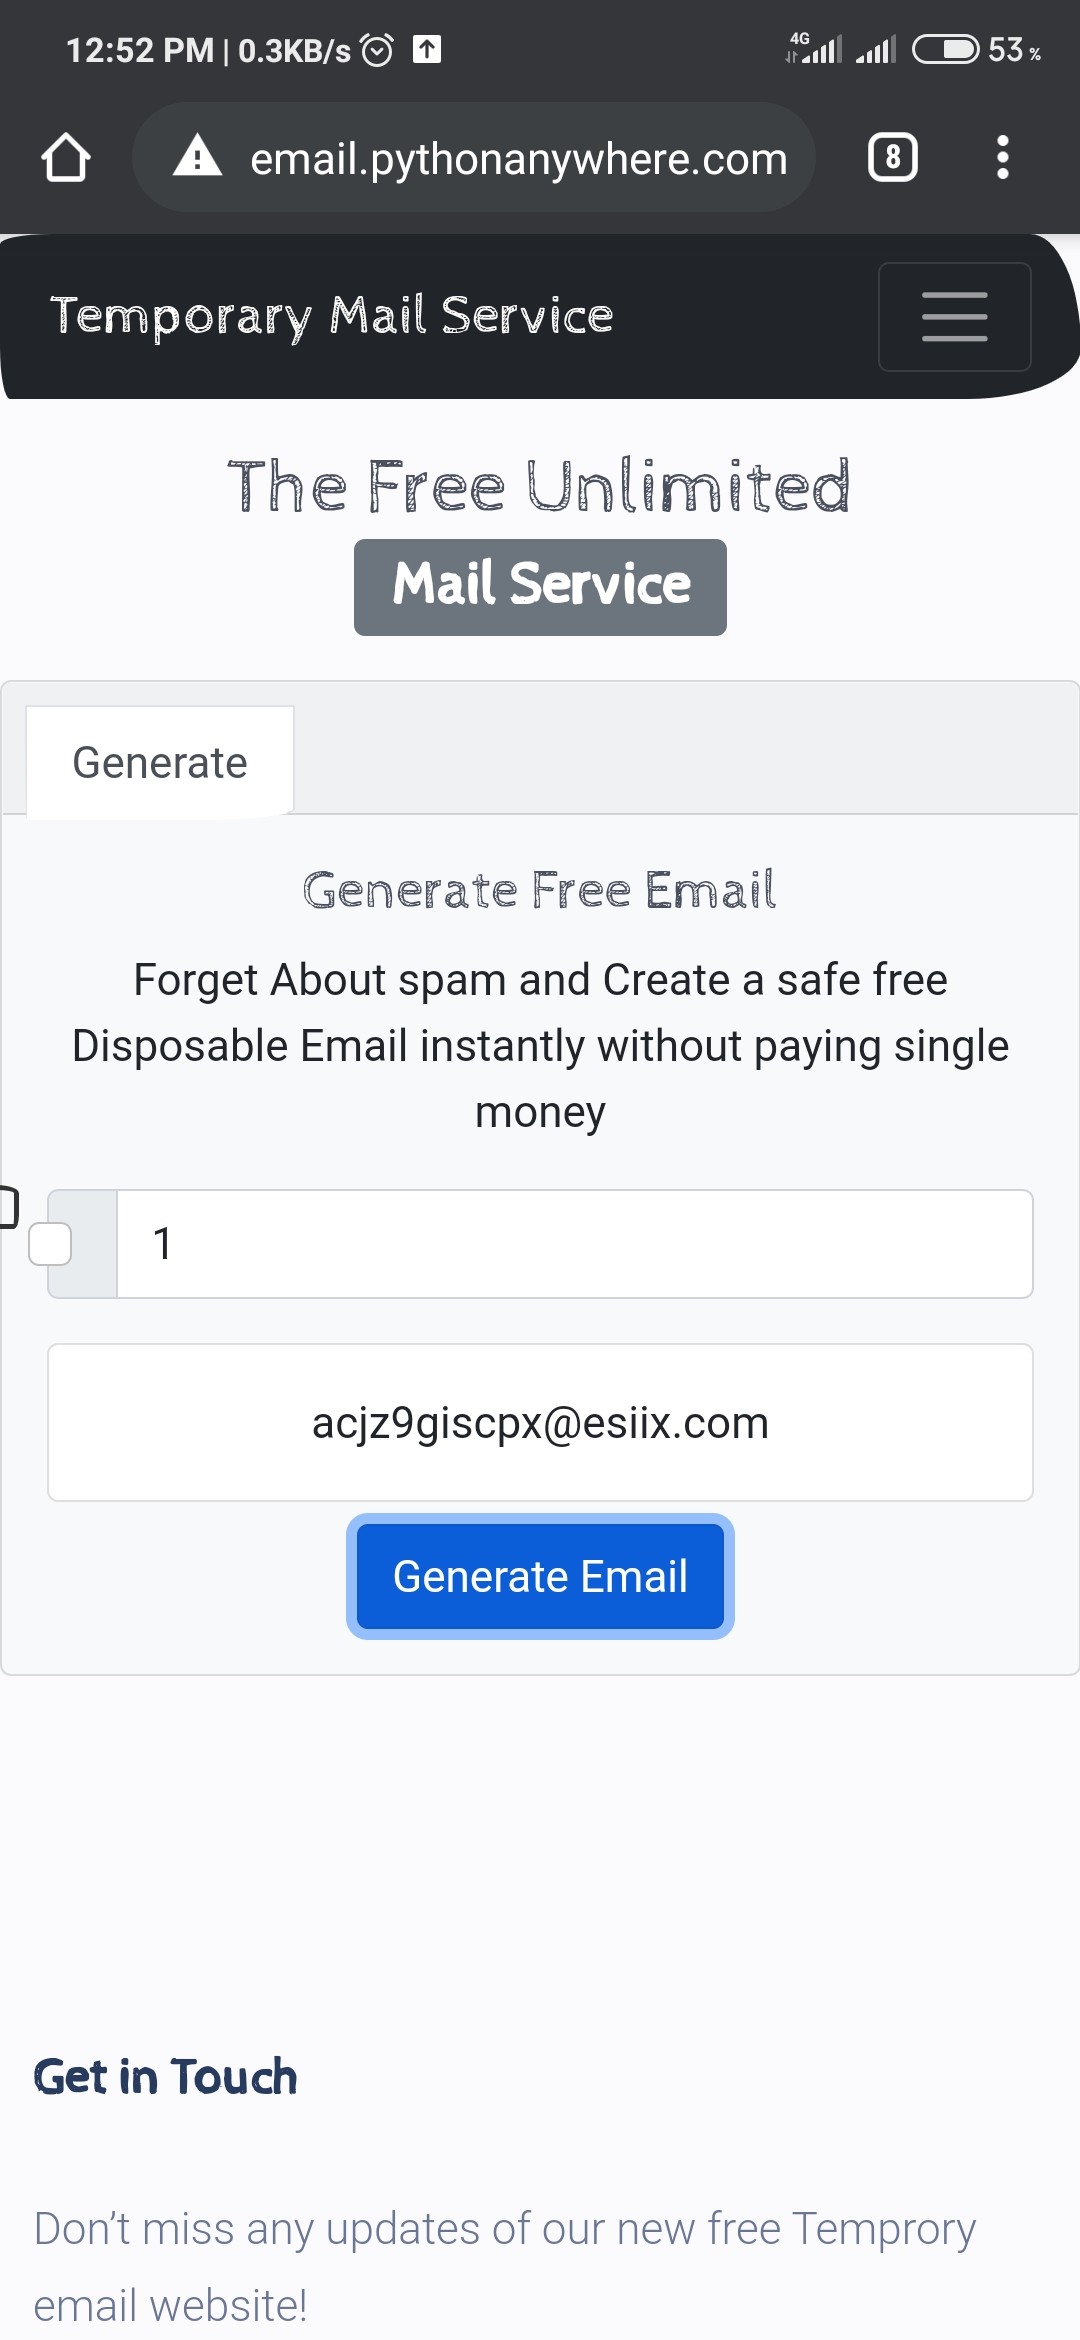 12:52 PM | 0.3KB/s 4G 53 %
email.pythonanywhere.com 8
Temporary Mail Service
The Free Unlimited
Mail Service
Generate
Generate Free Email
Forget About spam and Create a safe free
Disposable Email instantly without paying single
money
1
acjz9giscpx@esiix.com
Generate Email
Get in Touch
Don’t miss any updates of our new free Temprory
email website!